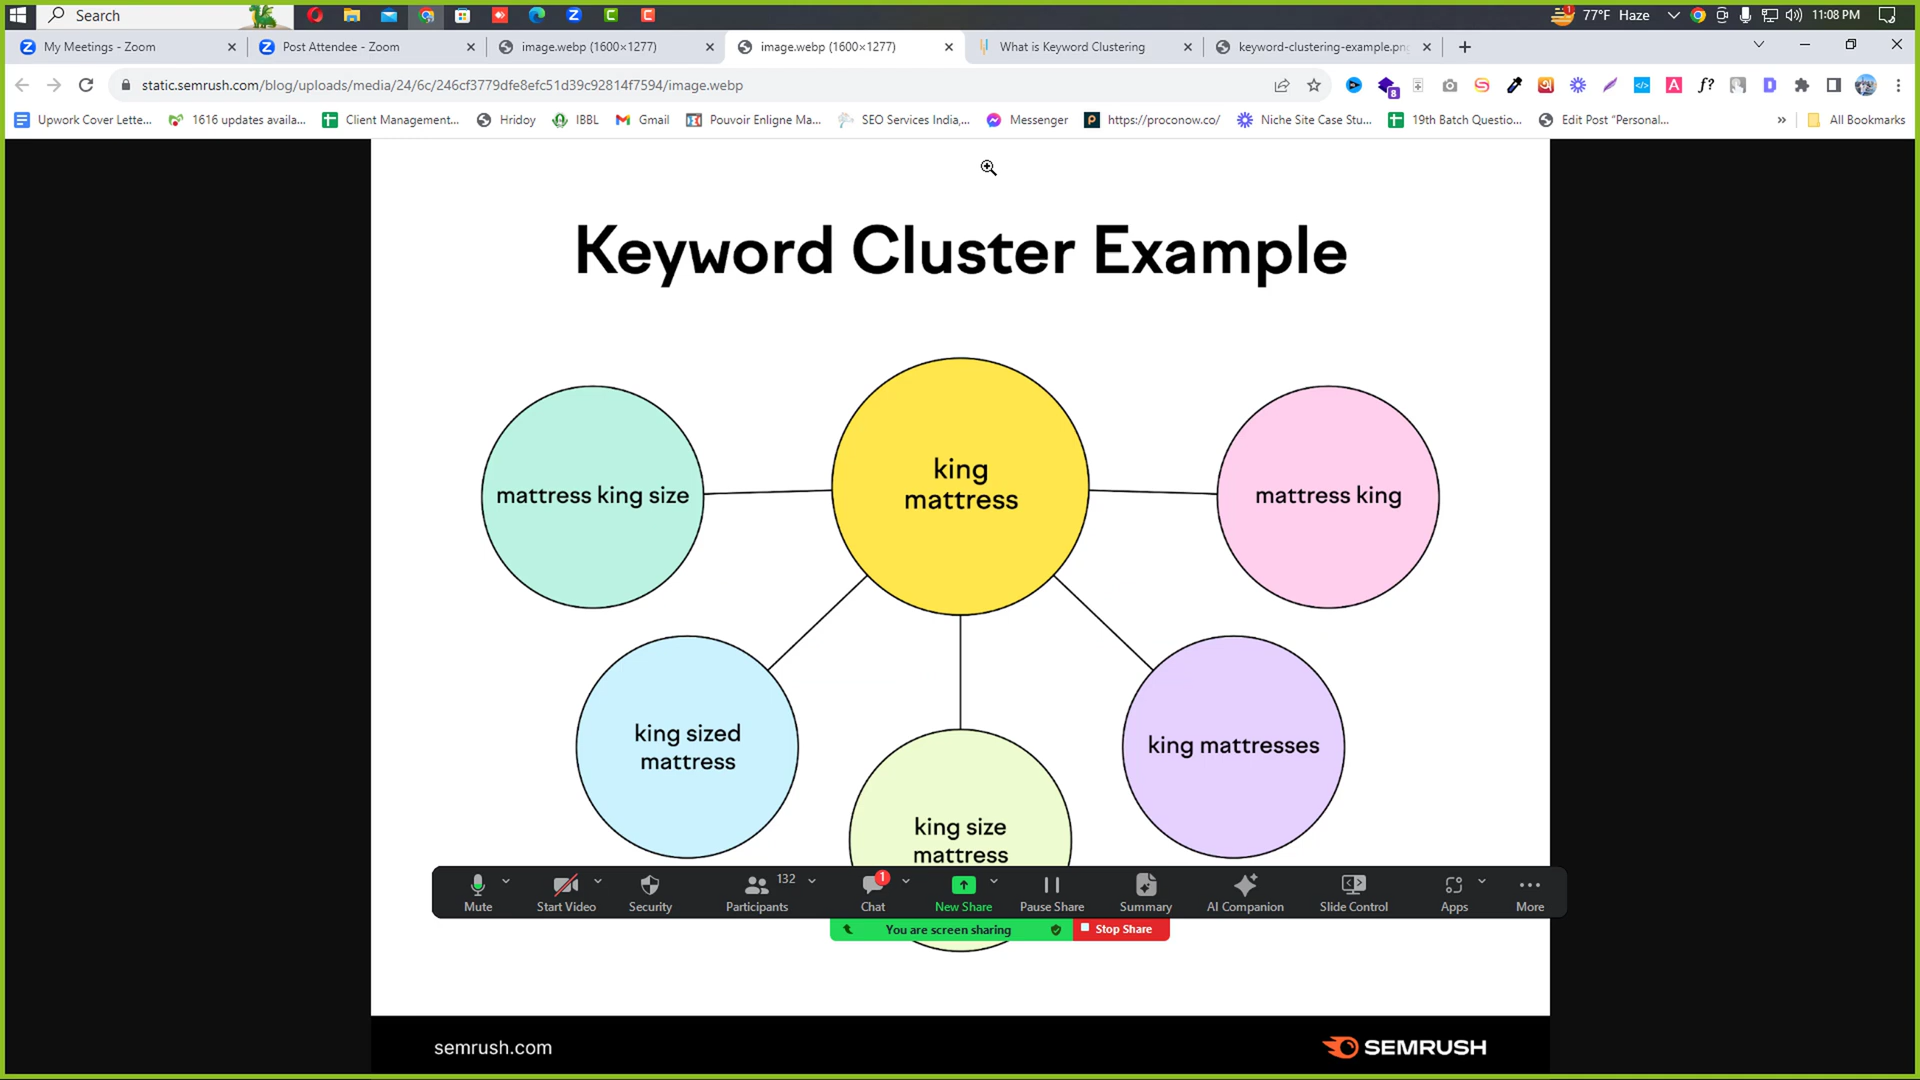 Search
77°F Haze
11:08 PM
My Meetings - Zoom
Post Attendee - Zoom
image.webp (1600×1277)
image.webp (1600×1277)
What is Keyword Clustering
keyword-clustering-example.png
static.semrush.com/blog/uploads/media/24/6c/246cf3779dfe8efc51d39c92814f7594/image.webp
Upwork Cover Lette...
1616 updates availa...
Client Management...
Hridoy
IBBL
Gmail
Pouvoir Enligne Ma...
SEO Services India,...
Messenger
https://proconow.co/
Niche Site Case Stu...
19th Batch Questio...
Edit Post "Personal...
All Bookmarks
Keyword Cluster Example
mattress king size
king
mattress
mattress king
king sized
mattress
king size
mattress
king mattresses
Mute
Start Video
Security
132
Participants
1
Chat
New Share
Pause Share
Summary
AI Companion
Slide Control
Apps
More
You are screen sharing
Stop Share
semrush.com
SEMRUSH